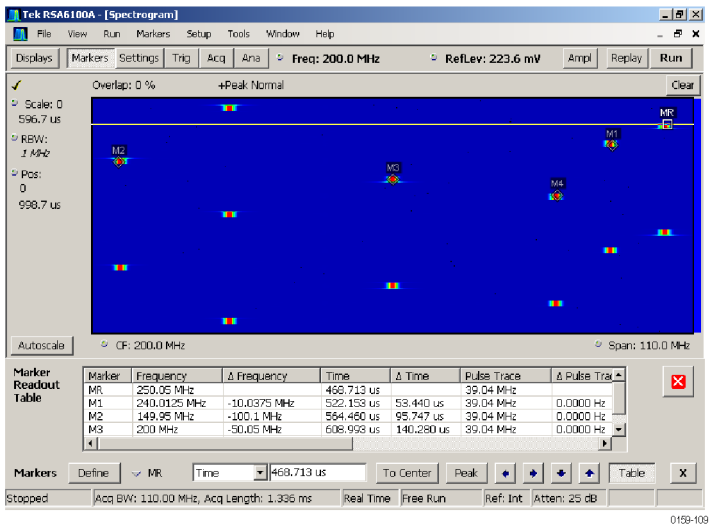 Tek RSA6100A - [Spectrogram]
File View Run Markers Setup Tools Window Help
Displays Markers Settings Trig Acq Ana Freq: 200.0 MHz RefLev: 223.6 mV Ampl Replay Run
Overlap: 0 % +Peak Normal Clear
Scale: 0
596.7 us
RBW:
1 MHz
Pos:
0
998.7 us
MR
M1
M2
M3
M4
Autoscale CF: 200.0 MHz Span: 110.0 MHz
Marker
Readout
Table
Marker Frequency Δ Frequency Time Δ Time Pulse Trace Δ Pulse Trac
MR 250.05 MHz 468.713 us 39.04 MHz
M1 240.0125 MHz -10.0375 MHz 522.153 us 53.440 us 39.04 MHz 0.0000 Hz
M2 149.95 MHz -100.1 MHz 564.460 us 95.747 us 39.04 MHz 0.0000 Hz
M3 200 MHz -50.05 MHz 608.993 us 140.280 us 39.04 MHz 0.0000 Hz
Markers Define MR Time 468.713 us To Center Peak Table X
Stopped Acq BW: 110.00 MHz, Acq Length: 1.336 ms Real Time Free Run Ref: Int Atten: 25 dB
0159-109